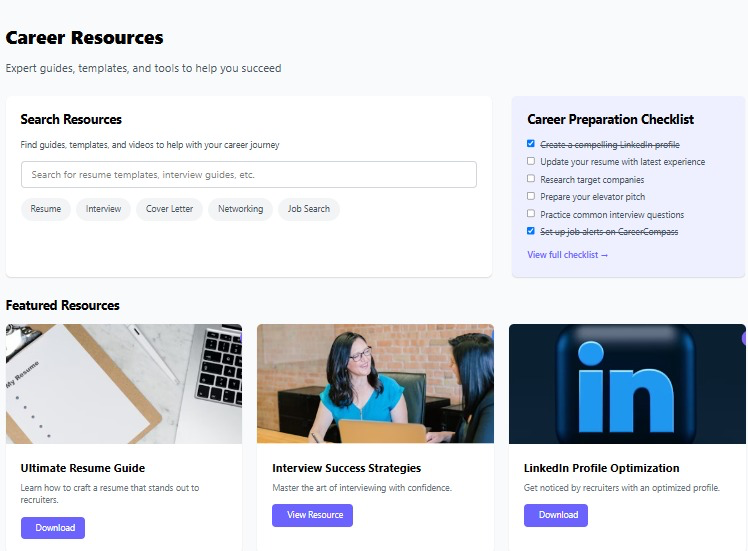 Career Resources
Expert guides, templates, and tools to help you succeed
Search Resources
Find guides, templates, and videos to help with your career journey
Search for resume templates, interview guides, etc.
Resume
Interview
Cover Letter
Networking
Job Search
Career Preparation Checklist
Create a compelling LinkedIn profile
Update your resume with latest experience
Research target companies
Prepare your elevator pitch
Practice common interview questions
Set up job alerts on CareerCompass
View full checklist →
Featured Resources
My Resume
in
Ultimate Resume Guide
Learn how to craft a resume that stands out to
recruiters.
Download
Interview Success Strategies
Master the art of interviewing with confidence.
View Resource
LinkedIn Profile Optimization
Get noticed by recruiters with an optimized profile.
Download